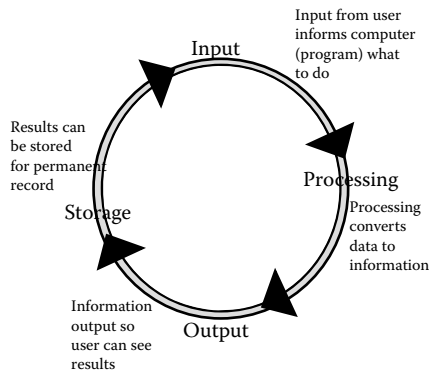 Input
Input from user
informs computer
(program) what
to do
Processing
Processing
converts
data to
information
Output
Information
output so
user can see
results
Storage
Results can
be stored
for permanent
record